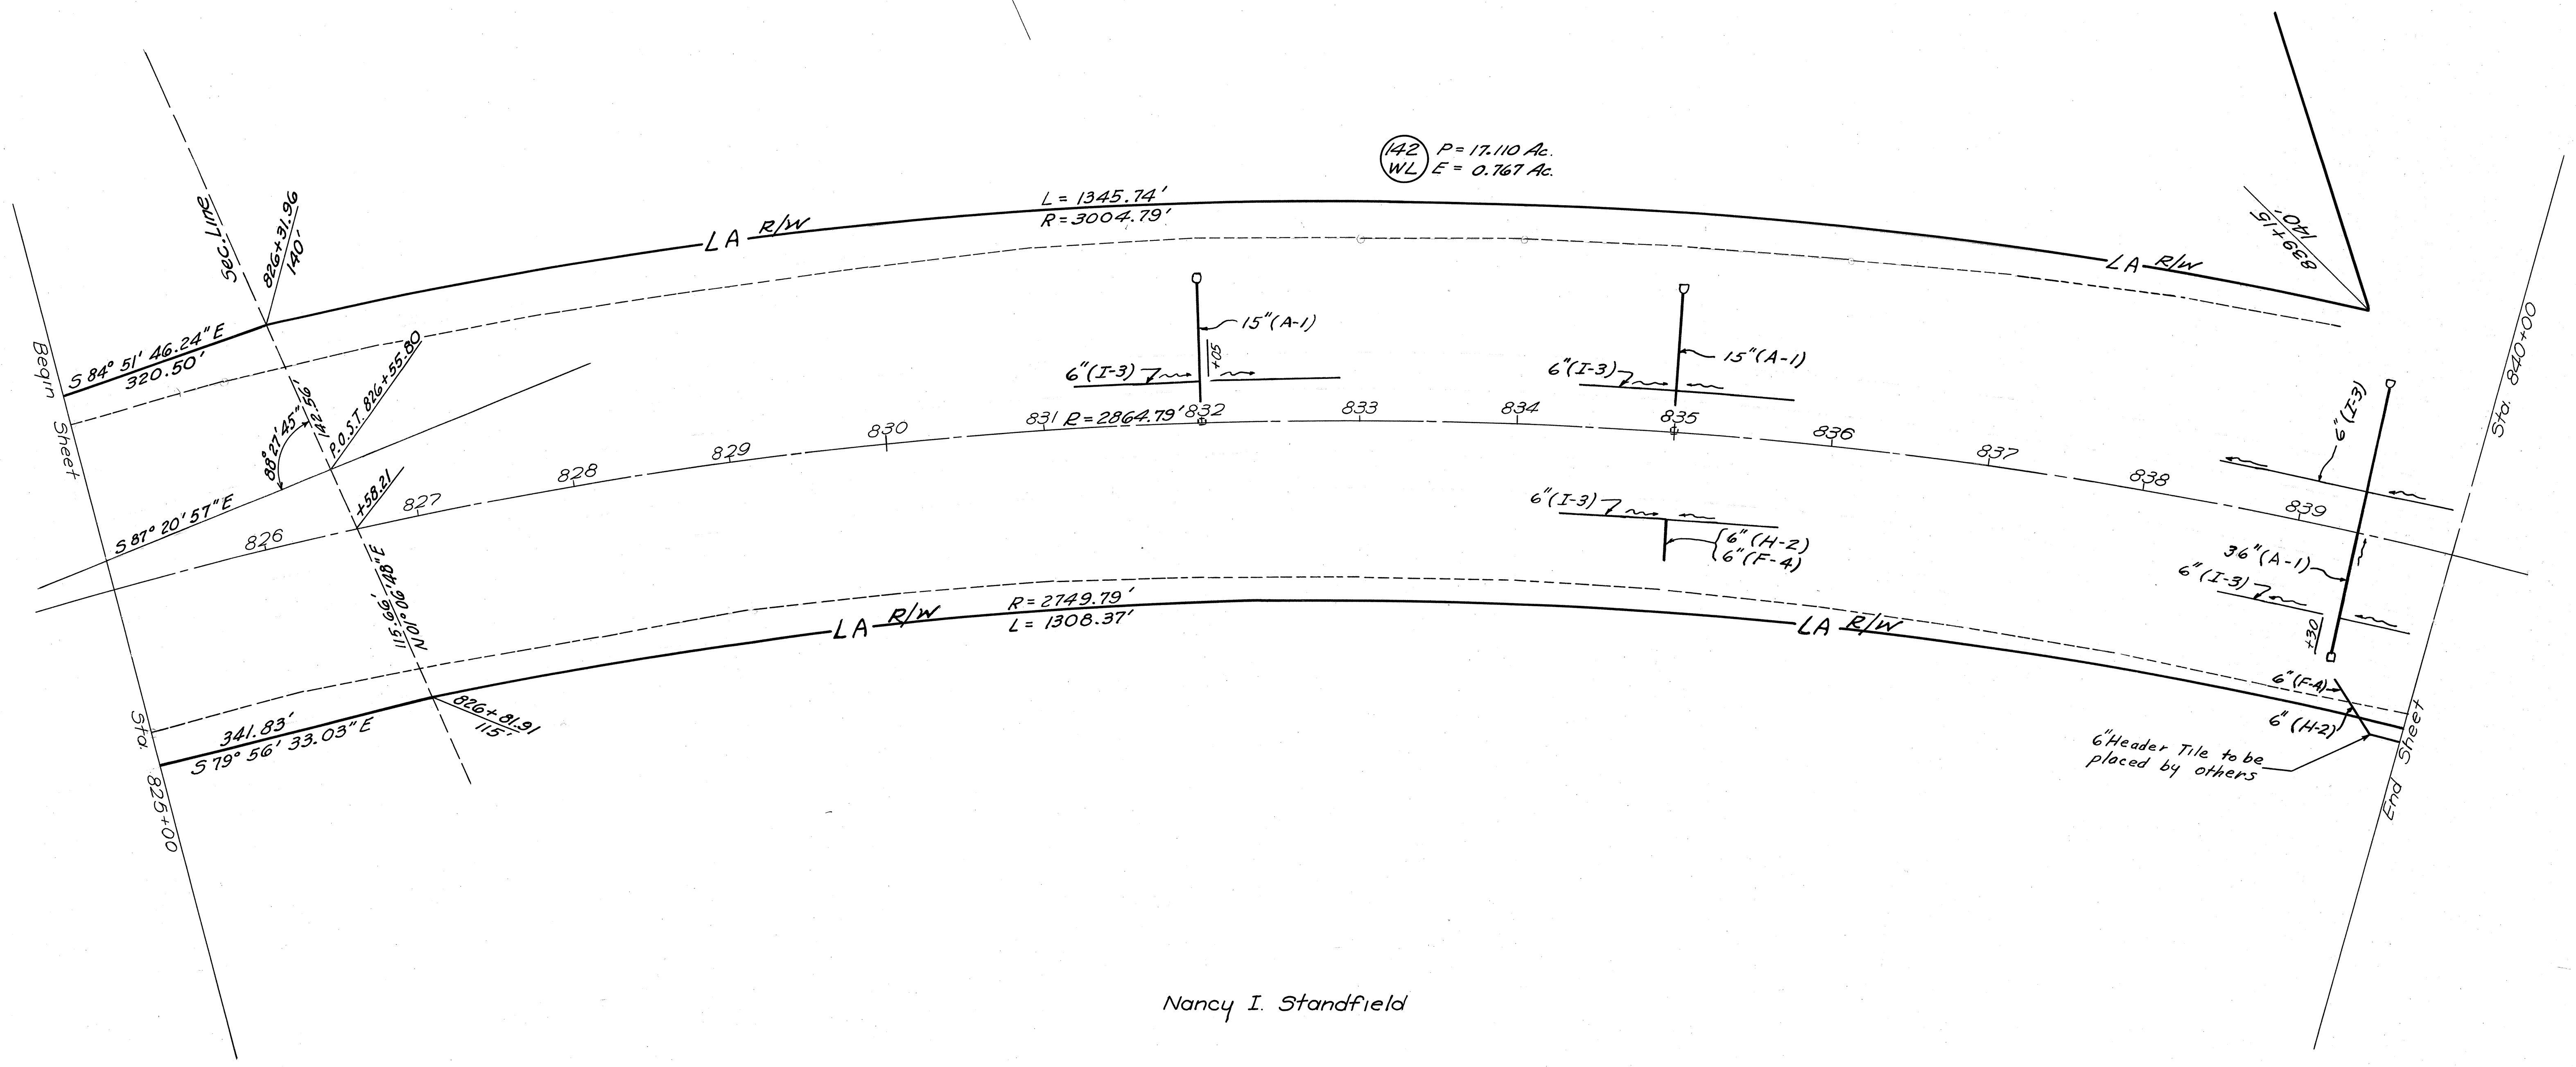 142 P = 17.110 Ac.
WL E = 0.767 Ac.
L = 1345.74'
R = 3004.79'
LA R/W
LA R/W
839+15
140'
Sec. Line
826+31.96
140'
S 84° 51' 46.24" E
320.50'
Begin Sheet
Sta. 825+00
88° 27' 45"
142.56'
P.O.S.T. 826+55.80
S 87° 20' 57" E
+58.21
115.66'
N 01° 06' 48" E
826
827
828
829
830
831
R = 2864.79'
832
833
834
835
836
837
838
839
15" (A-1)
+05
6" (I-3)
15" (A-1)
6" (I-3)
6" (I-3)
6" (H-2)
6" (F-4)
6" (I-3)
36" (A-1)
6" (I-3)
+30
6" (F-4)
6" (H-2)
6" Header Tile to be
placed by others
Sta. 840+00
End Sheet
LA R/W
R = 2749.79'
L = 1308.37'
LA R/W
341.83'
S 79° 56' 33.03" E
826+81.91
115'
Nancy I. Standfield